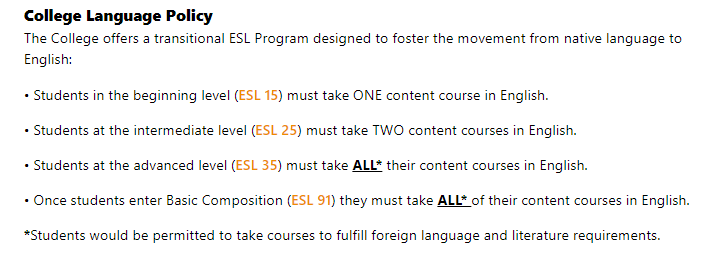 College Language Policy
The College offers a transitional ESL Program designed to foster the movement from native language to
English:
• Students in the beginning level (ESL 15) must take ONE content course in English.
• Students at the intermediate level (ESL 25) must take TWO content courses in English.
• Students at the advanced level (ESL 35) must take ALL* their content courses in English.
• Once students enter Basic Composition (ESL 91) they must take ALL* of their content courses in English.
*Students would be permitted to take courses to fulfill foreign language and literature requirements.